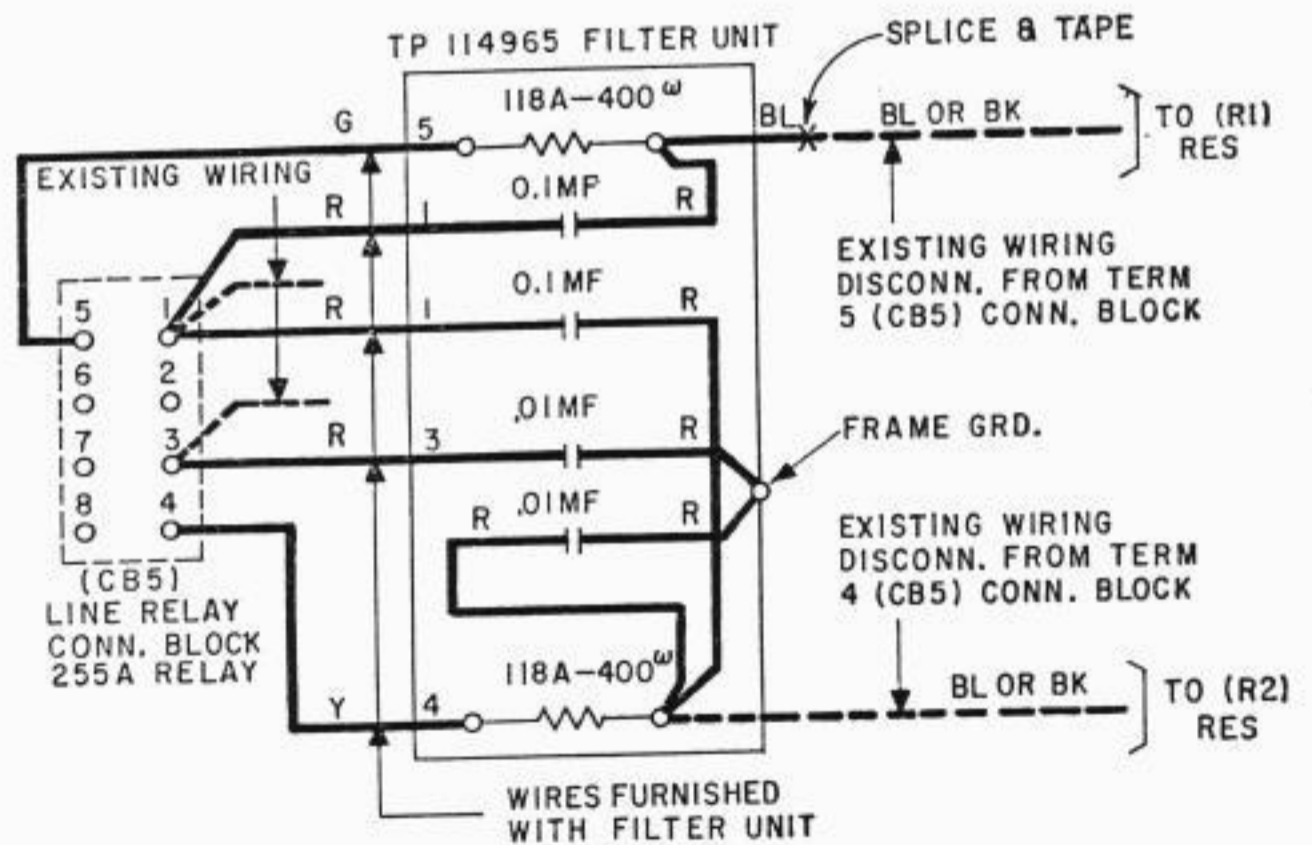 TP 114965 FILTER UNIT
SPLICE & TAPE
118A-400ω
G
5
BL
BL OR BK
TO (R1)
RES
EXISTING WIRING
0.1MF
R
1
R
EXISTING WIRING
DISCONN. FROM TERM
5 (CB5) CONN. BLOCK
0.1MF
R
1
R
5
1
6
2
7
3
8
4
.01MF
R
3
R
FRAME GRD.
.01MF
R
R
EXISTING WIRING
DISCONN. FROM TERM
4 (CB5) CONN. BLOCK
(CB5)
LINE RELAY
CONN. BLOCK
255A RELAY
118A-400ω
Y
4
BL OR BK
TO (R2)
RES
WIRES FURNISHED
WITH FILTER UNIT